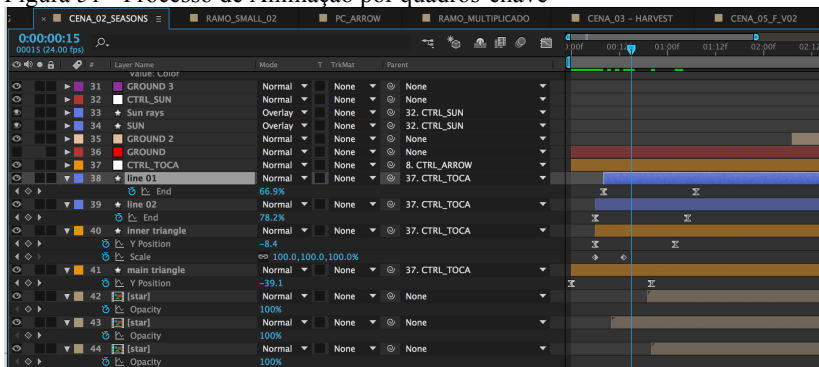 Figura 31 - Processo de Animação por quadros-chave
× CENA_02_SEASONS RAMO_SMALL_02 PC_ARROW RAMO_MULTIPLICADO CENA_03 – HARVEST CENA_05_F_V02
0:00:00:15
00015 (24.00 fps)
00:12f 01:00f 01:12f 02:00f 02:12
# Layer Name Mode T TrkMat Parent
Value: Color
31 GROUND 3 Normal None None
32 CTRL_SUN Normal None None
33 Sun rays Overlay None 32. CTRL_SUN
34 SUN Overlay None 32. CTRL_SUN
35 GROUND 2 Normal None None
36 GROUND Normal None None
37 CTRL_TOCA Normal None 8. CTRL_ARROW
38 line 01 Normal None 37. CTRL_TOCA
End 66.9%
39 line 02 Normal None 37. CTRL_TOCA
End 78.2%
40 inner triangle Normal None 37. CTRL_TOCA
Y Position -8.4
Scale 100.0,100.0,100.0%
41 main triangle Normal None 37. CTRL_TOCA
Y Position -39.1
42 [star] Normal None None
Opacity 100%
43 [star] Normal None None
Opacity 100%
44 [star] Normal None None
Opacity 100%